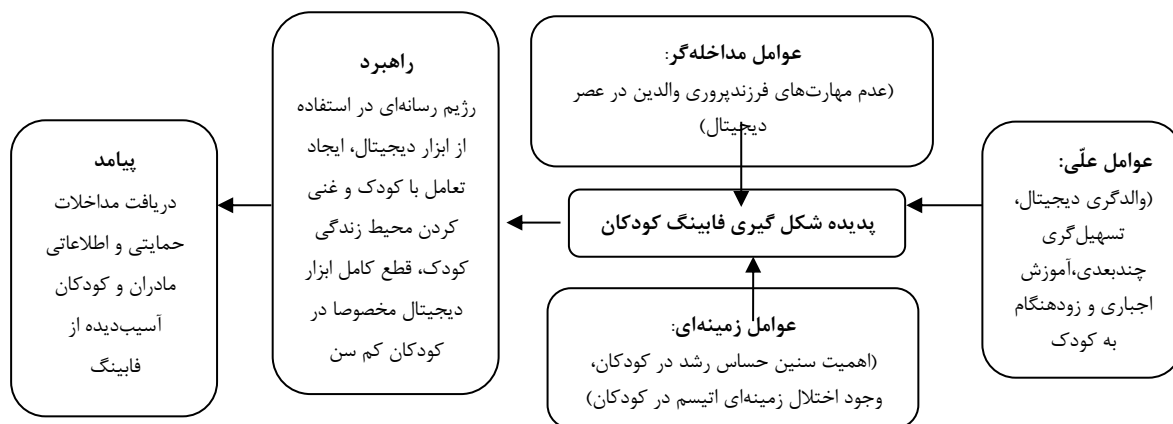 عوامل علّی:
(والدگری دیجیتال،
تسهیل‌گری
چندبعدی،آموزش
اجباری و زودهنگام
به کودک
عوامل مداخله‌گر:
(عدم مهارت‌های فرزندپروری والدین در عصر
دیجیتال)
پدیده شکل گیری فابینگ کودکان
عوامل زمینه‌ای:
(اهمیت سنین حساس رشد در کودکان،
وجود اختلال زمینه‌ای اتیسم در کودکان)
راهبرد
رژیم رسانه‌ای در استفاده
از ابزار دیجیتال، ایجاد
تعامل با کودک و غنی
کردن محیط زندگی
کودک، قطع کامل ابزار
دیجیتال مخصوصا در
کودکان کم سن
پیامد
دریافت مداخلات
حمایتی و اطلاعاتی
مادران و کودکان
آسیب‌دیده از
فابینگ